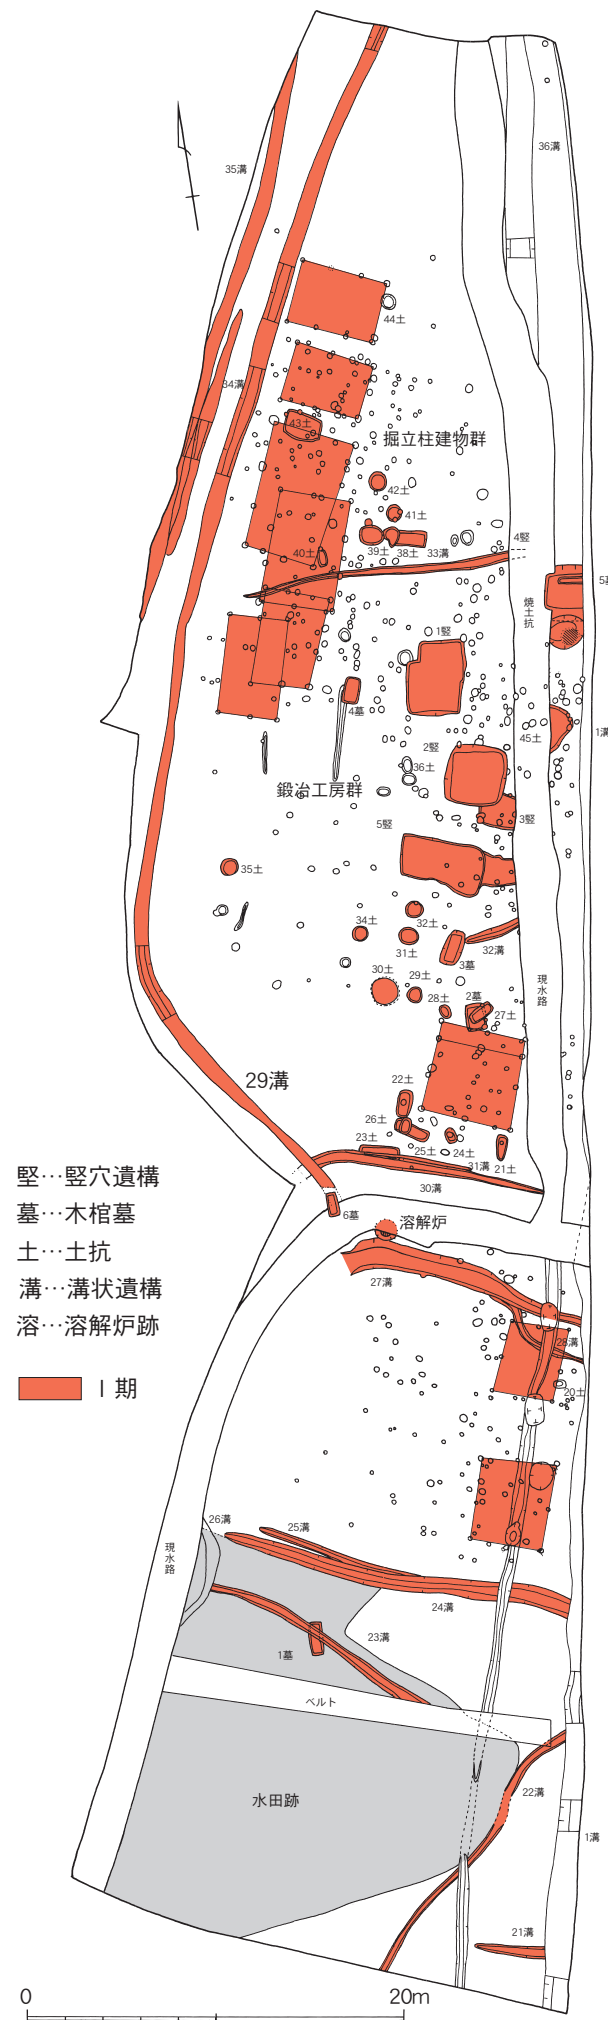 36溝
35溝
44土
34溝
43土
掘立柱建物群
42土
41土
40土
39土
38土
33溝
4竪
焼土抗
1竪
4墓
2竪
36土
45土
1溝
鍛冶工房群
3竪
5竪
35土
34土
32土
31土
3墓
32溝
30土
29土
現水路
28土
2墓
27土
29溝
22土
26土
23土
25土
24土
31溝
21土
30溝
竪…竪穴遺構
墓…木棺墓
土…土抗
溝…溝状遺構
溶…溶解炉跡
6墓
溶解炉
27溝
28溝
20土
Ⅰ期
26溝
25溝
現水路
24溝
23溝
1墓
ベルト
水田跡
22溝
1溝
21溝
0
20m